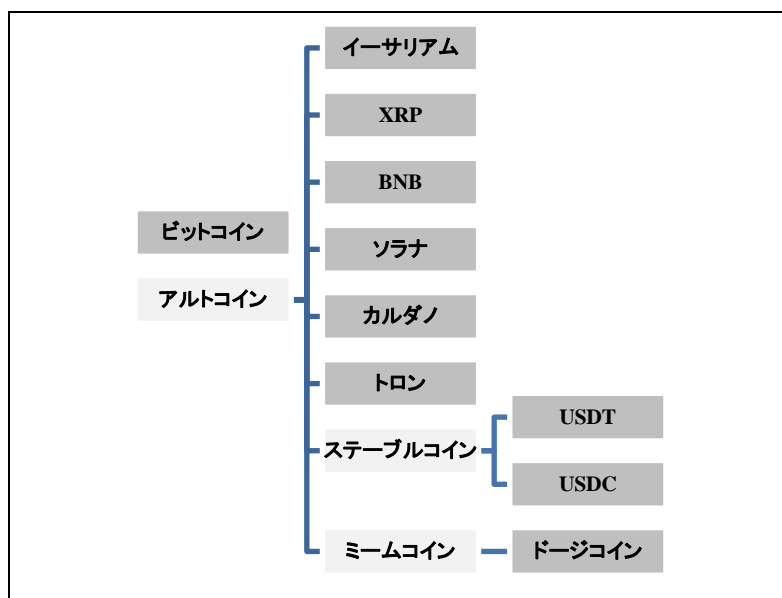 イーサリアム
XRP
BNB
ビットコイン
ソラナ
アルトコイン
カルダノ
トロン
USDT
ステーブルコイン
USDC
ミームコイン
ドージコイン